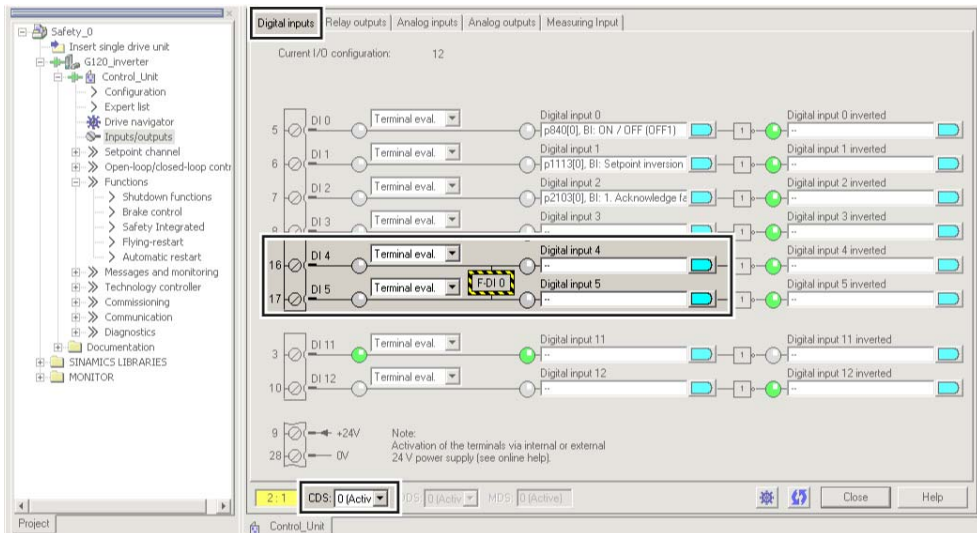 Safety_0
Insert single drive unit
G120_inverter
Control_Unit
Configuration
Expert list
Drive navigator
Inputs/outputs
Setpoint channel
Open-loop/closed-loop contr
Functions
Shutdown functions
Brake control
Safety Integrated
Flying-restart
Automatic restart
Messages and monitoring
Technology controller
Commissioning
Communication
Diagnostics
Documentation
SINAMICS LIBRARIES
MONITOR
Project
Digital inputs Relay outputs Analog inputs Analog outputs Measuring Input
Current I/O configuration: 12
Digital input 0 Digital input 0 inverted
5 DI 0 Terminal eval. p840[0], BI: ON / OFF (OFF1) 1 --
Digital input 1 Digital input 1 inverted
6 DI 1 Terminal eval. p1113[0], BI: Setpoint inversion 1 --
Digital input 2 Digital input 2 inverted
7 DI 2 Terminal eval. p2103[0], BI: 1. Acknowledge fa 1 --
Digital input 3 Digital input 3 inverted
8 DI 3 Terminal eval. 1 --
Digital input 4 Digital input 4 inverted
16 DI 4 Terminal eval. -- 1 --
F-DI 0
Digital input 5 Digital input 5 inverted
17 DI 5 Terminal eval. -- 1 --
Digital input 11 Digital input 11 inverted
3 DI 11 Terminal eval. -- 1 --
Digital input 12 Digital input 12 inverted
10 DI 12 Terminal eval. -- 1 --
9 +24V Note:
Activation of the terminals via internal or external
28 0V 24 V power supply (see online help).
2:1 CDS: 0 (Activ DDS: 0 (Activ MDS: 0 (Active) Close Help
Control_Unit